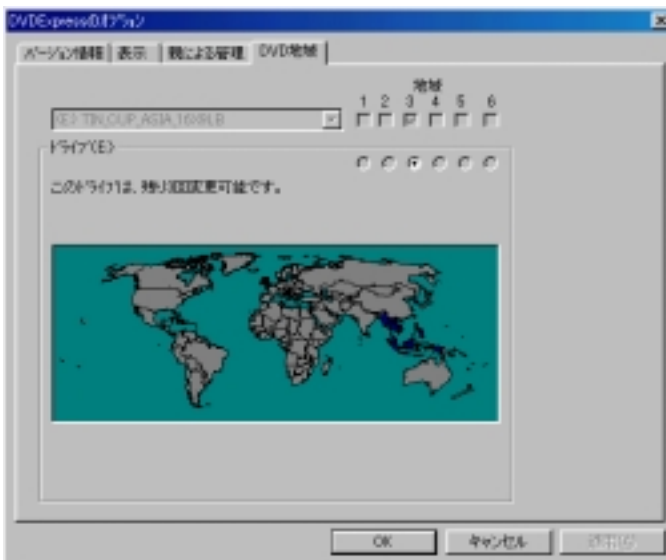 DVDExpressのオプション
バージョン情報 表示 親による管理 DVD地域
地域
1 2 3 4 5 6
(E:) TIN_CUP_ASIA_16X9LB
ドライブ(E:)
このドライブは、残り3回変更可能です。
OK キャンセル 適用(A)